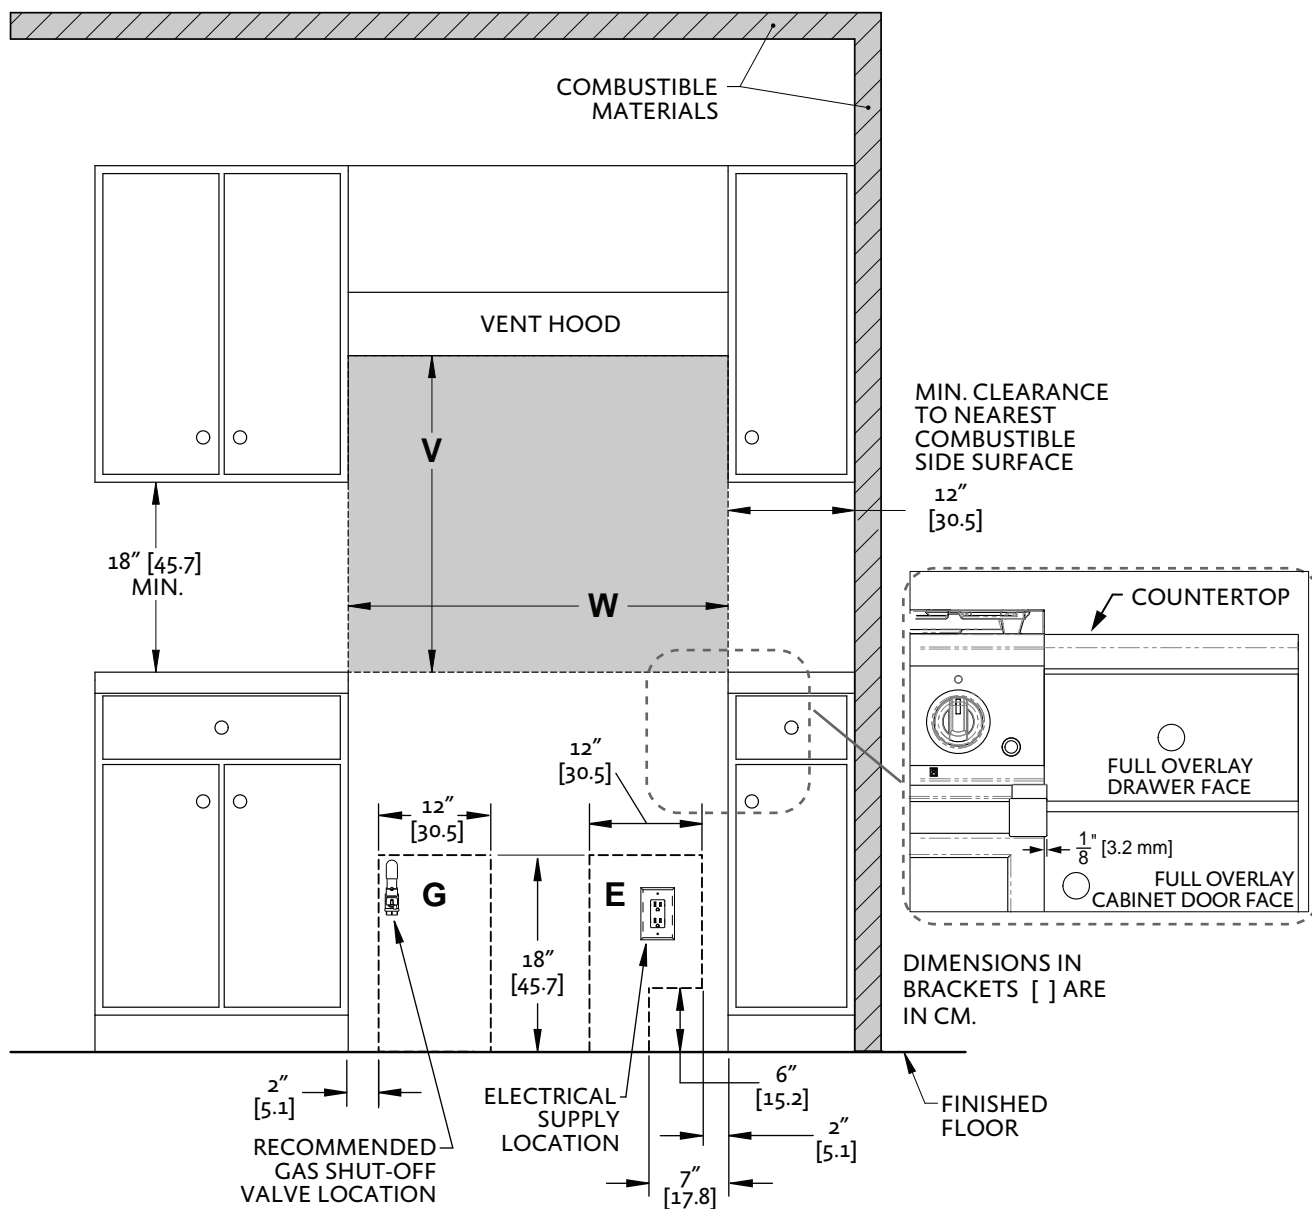 COMBUSTIBLE
MATERIALS
VENT HOOD
V
MIN. CLEARANCE
TO NEAREST
COMBUSTIBLE
SIDE SURFACE
12"
[30.5]
18" [45.7]
MIN.
W
COUNTERTOP
FULL OVERLAY
DRAWER FACE
1/8" [3.2 mm]
FULL OVERLAY
CABINET DOOR FACE
12"
[30.5]
12"
[30.5]
G
E
18"
[45.7]
DIMENSIONS IN
BRACKETS [ ] ARE
IN CM.
2"
[5.1]
RECOMMENDED
GAS SHUT-OFF
VALVE LOCATION
ELECTRICAL
SUPPLY
LOCATION
6"
[15.2]
2"
[5.1]
7"
[17.8]
FINISHED
FLOOR